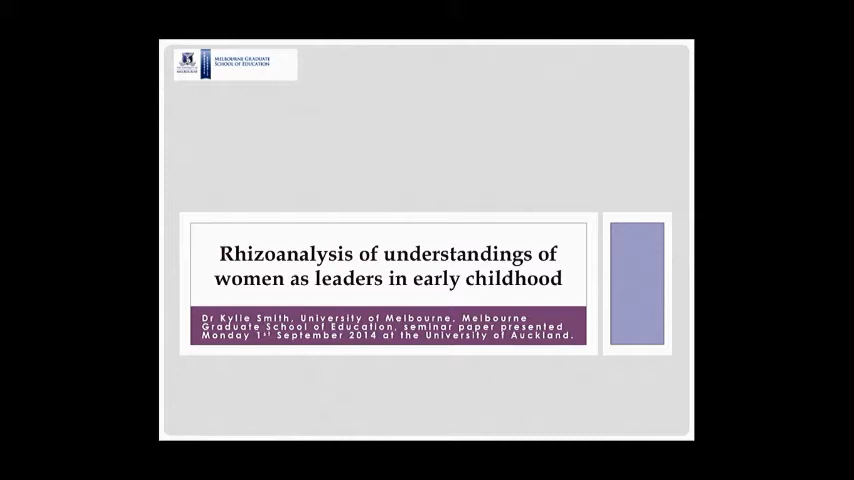 MELBOURNE
MELBOURNE GRADUATE
SCHOOL OF EDUCATION
Rhizoanalysis of understandings of
women as leaders in early childhood
Dr Kylie Smith, University of Melbourne. Melbourne
Graduate School of Education, seminar paper presented
Monday 1st September 2014 at the University of Auckland.